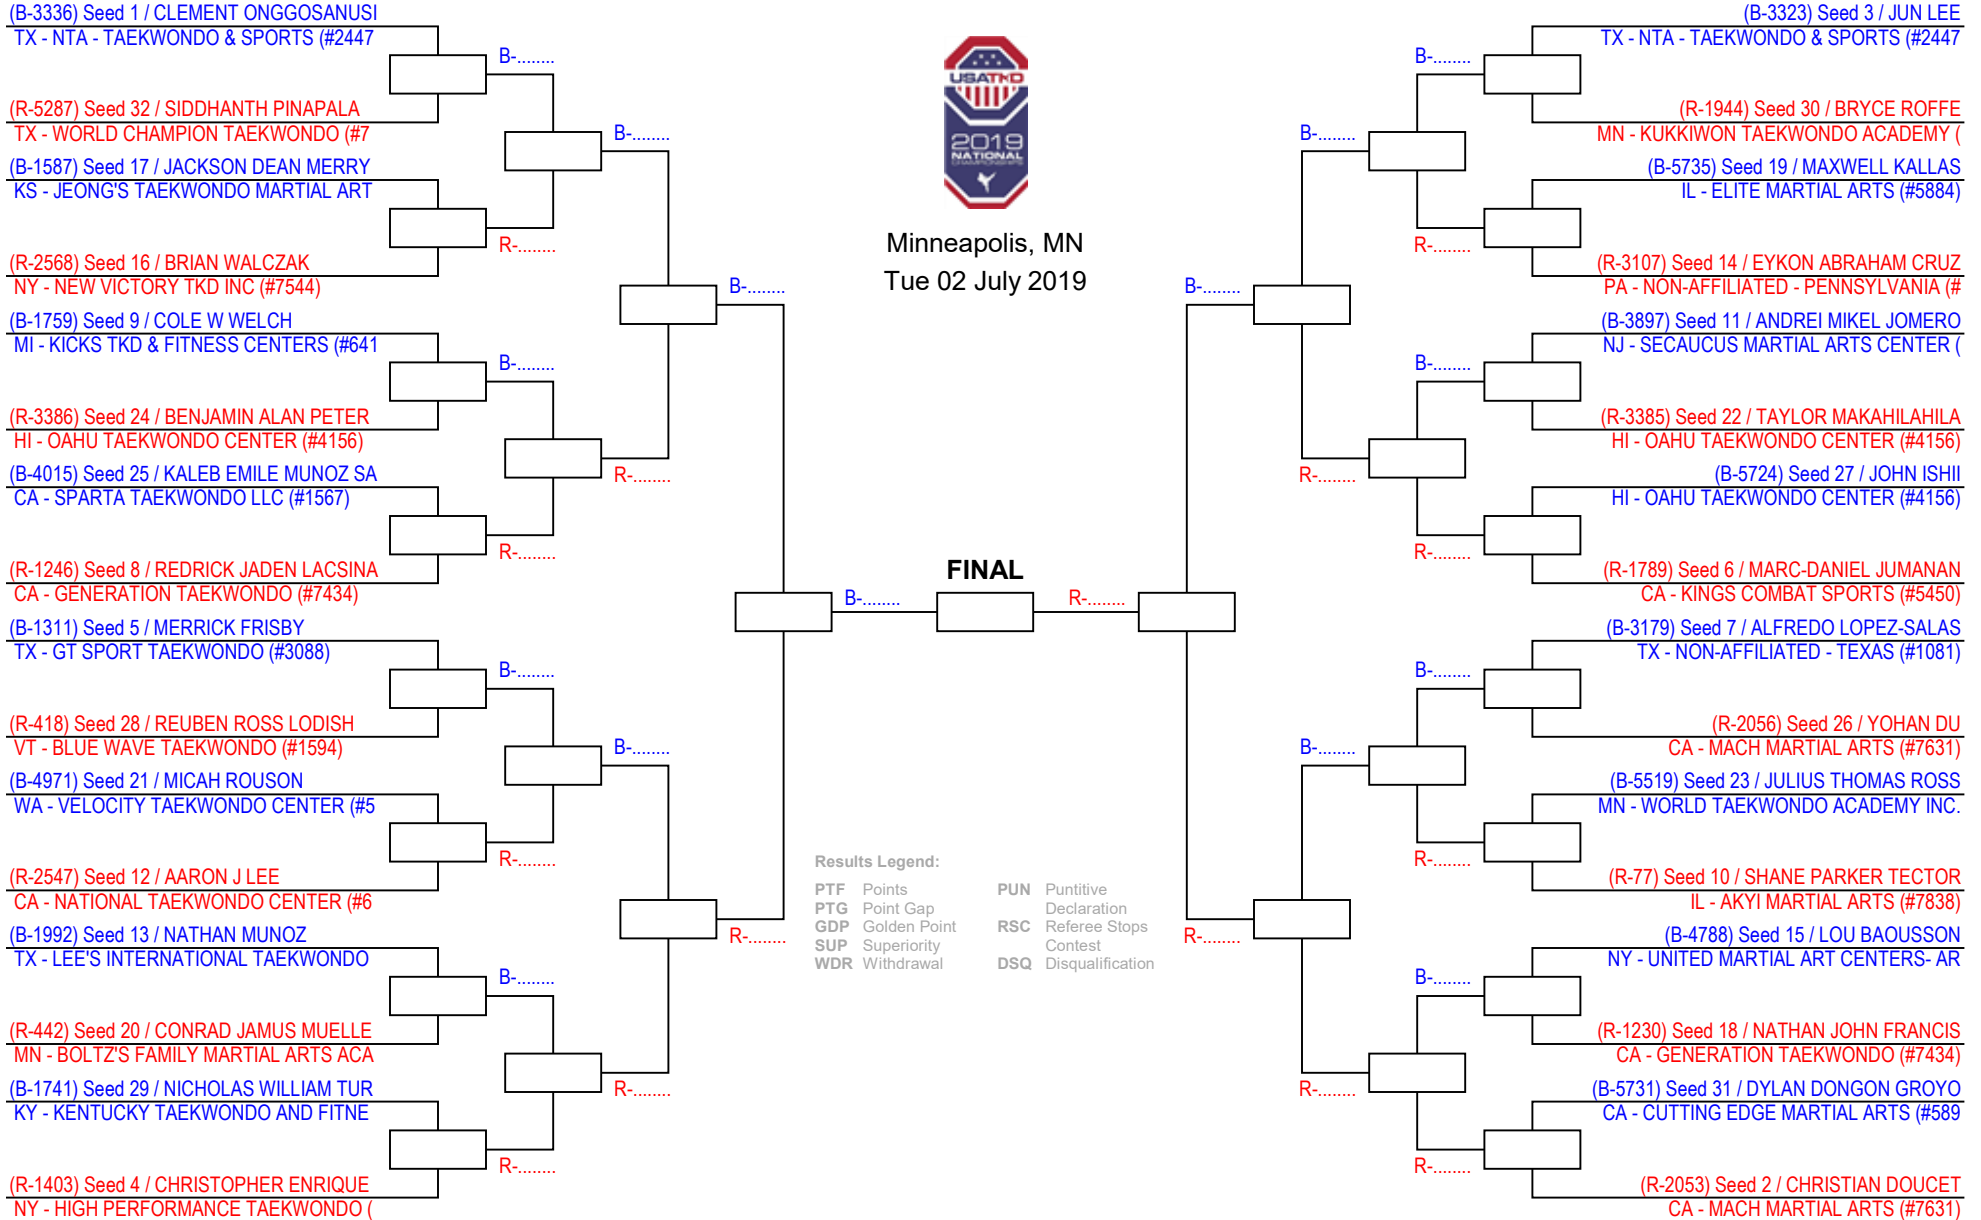 (B-3336) Seed 1 / CLEMENT ONGGOSANUSI
TX - NTA - TAEKWONDO & SPORTS (#2447
(R-5287) Seed 32 / SIDDHANTH PINAPALA
TX - WORLD CHAMPION TAEKWONDO (#7
(B-1587) Seed 17 / JACKSON DEAN MERRY
KS - JEONG'S TAEKWONDO MARTIAL ART
(R-2568) Seed 16 / BRIAN WALCZAK
NY - NEW VICTORY TKD INC (#7544)
(B-1759) Seed 9 / COLE W WELCH
MI - KICKS TKD & FITNESS CENTERS (#641
(R-3386) Seed 24 / BENJAMIN ALAN PETER
HI - OAHU TAEKWONDO CENTER (#4156)
(B-4015) Seed 25 / KALEB EMILE MUNOZ SA
CA - SPARTA TAEKWONDO LLC (#1567)
(R-1246) Seed 8 / REDRICK JADEN LACSINA
CA - GENERATION TAEKWONDO (#7434)
(B-1311) Seed 5 / MERRICK FRISBY
TX - GT SPORT TAEKWONDO (#3088)
(R-418) Seed 28 / REUBEN ROSS LODISH
VT - BLUE WAVE TAEKWONDO (#1594)
(B-4971) Seed 21 / MICAH ROUSON
WA - VELOCITY TAEKWONDO CENTER (#5
(R-2547) Seed 12 / AARON J LEE
CA - NATIONAL TAEKWONDO CENTER (#6
(B-1992) Seed 13 / NATHAN MUNOZ
TX - LEE'S INTERNATIONAL TAEKWONDO
(R-442) Seed 20 / CONRAD JAMUS MUELLE
MN - BOLTZ'S FAMILY MARTIAL ARTS ACA
(B-1741) Seed 29 / NICHOLAS WILLIAM TUR
KY - KENTUCKY TAEKWONDO AND FITNE
(R-1403) Seed 4 / CHRISTOPHER ENRIQUE
NY - HIGH PERFORMANCE TAEKWONDO (
B-........
R-........
B-........
R-........
B-........
R-........
B-........
R-........
B-........
R-........
B-........
R-........
B-........
R-........
USATKD
2019
NATIONAL
CHAMPIONSHIPS
Minneapolis, MN
Tue 02 July 2019
FINAL
B-........
R-........
Results Legend:
PTF Points
PTG Point Gap
GDP Golden Point
SUP Superiority
WDR Withdrawal
PUN Puntitive
Declaration
RSC Referee Stops
Contest
DSQ Disqualification
B-........
R-........
B-........
R-........
B-........
R-........
B-........
R-........
B-........
R-........
B-........
R-........
B-........
R-........
(B-3323) Seed 3 / JUN LEE
TX - NTA - TAEKWONDO & SPORTS (#2447
(R-1944) Seed 30 / BRYCE ROFFE
MN - KUKKIWON TAEKWONDO ACADEMY (
(B-5735) Seed 19 / MAXWELL KALLAS
IL - ELITE MARTIAL ARTS (#5884)
(R-3107) Seed 14 / EYKON ABRAHAM CRUZ
PA - NON-AFFILIATED - PENNSYLVANIA (#
(B-3897) Seed 11 / ANDREI MIKEL JOMERO
NJ - SECAUCUS MARTIAL ARTS CENTER (
(R-3385) Seed 22 / TAYLOR MAKAHILAHILA
HI - OAHU TAEKWONDO CENTER (#4156)
(B-5724) Seed 27 / JOHN ISHII
HI - OAHU TAEKWONDO CENTER (#4156)
(R-1789) Seed 6 / MARC-DANIEL JUMANAN
CA - KINGS COMBAT SPORTS (#5450)
(B-3179) Seed 7 / ALFREDO LOPEZ-SALAS
TX - NON-AFFILIATED - TEXAS (#1081)
(R-2056) Seed 26 / YOHAN DU
CA - MACH MARTIAL ARTS (#7631)
(B-5519) Seed 23 / JULIUS THOMAS ROSS
MN - WORLD TAEKWONDO ACADEMY INC.
(R-77) Seed 10 / SHANE PARKER TECTOR
IL - AKYI MARTIAL ARTS (#7838)
(B-4788) Seed 15 / LOU BAOUSSON
NY - UNITED MARTIAL ART CENTERS- AR
(R-1230) Seed 18 / NATHAN JOHN FRANCIS
CA - GENERATION TAEKWONDO (#7434)
(B-5731) Seed 31 / DYLAN DONGON GROYO
CA - CUTTING EDGE MARTIAL ARTS (#589
(R-2053) Seed 2 / CHRISTIAN DOUCET
CA - MACH MARTIAL ARTS (#7631)